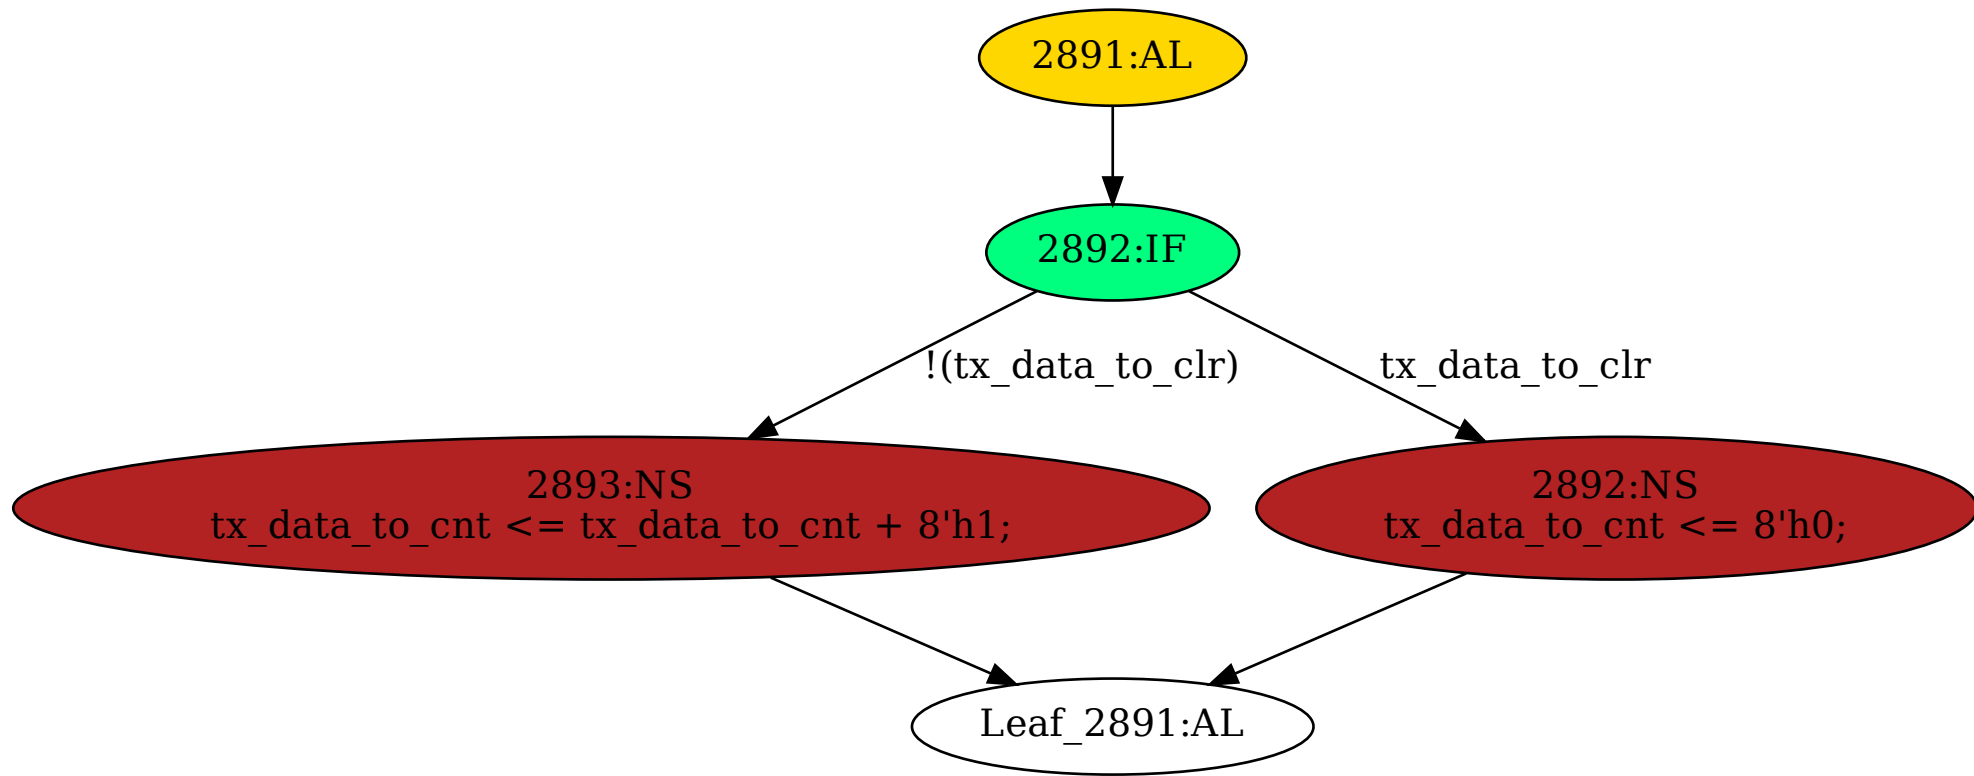 2891:AL
2892:IF
!(tx_data_to_clr)
tx_data_to_clr
2893:NS
tx_data_to_cnt <= tx_data_to_cnt + 8'h1;
2892:NS
tx_data_to_cnt <= 8'h0;
Leaf_2891:AL